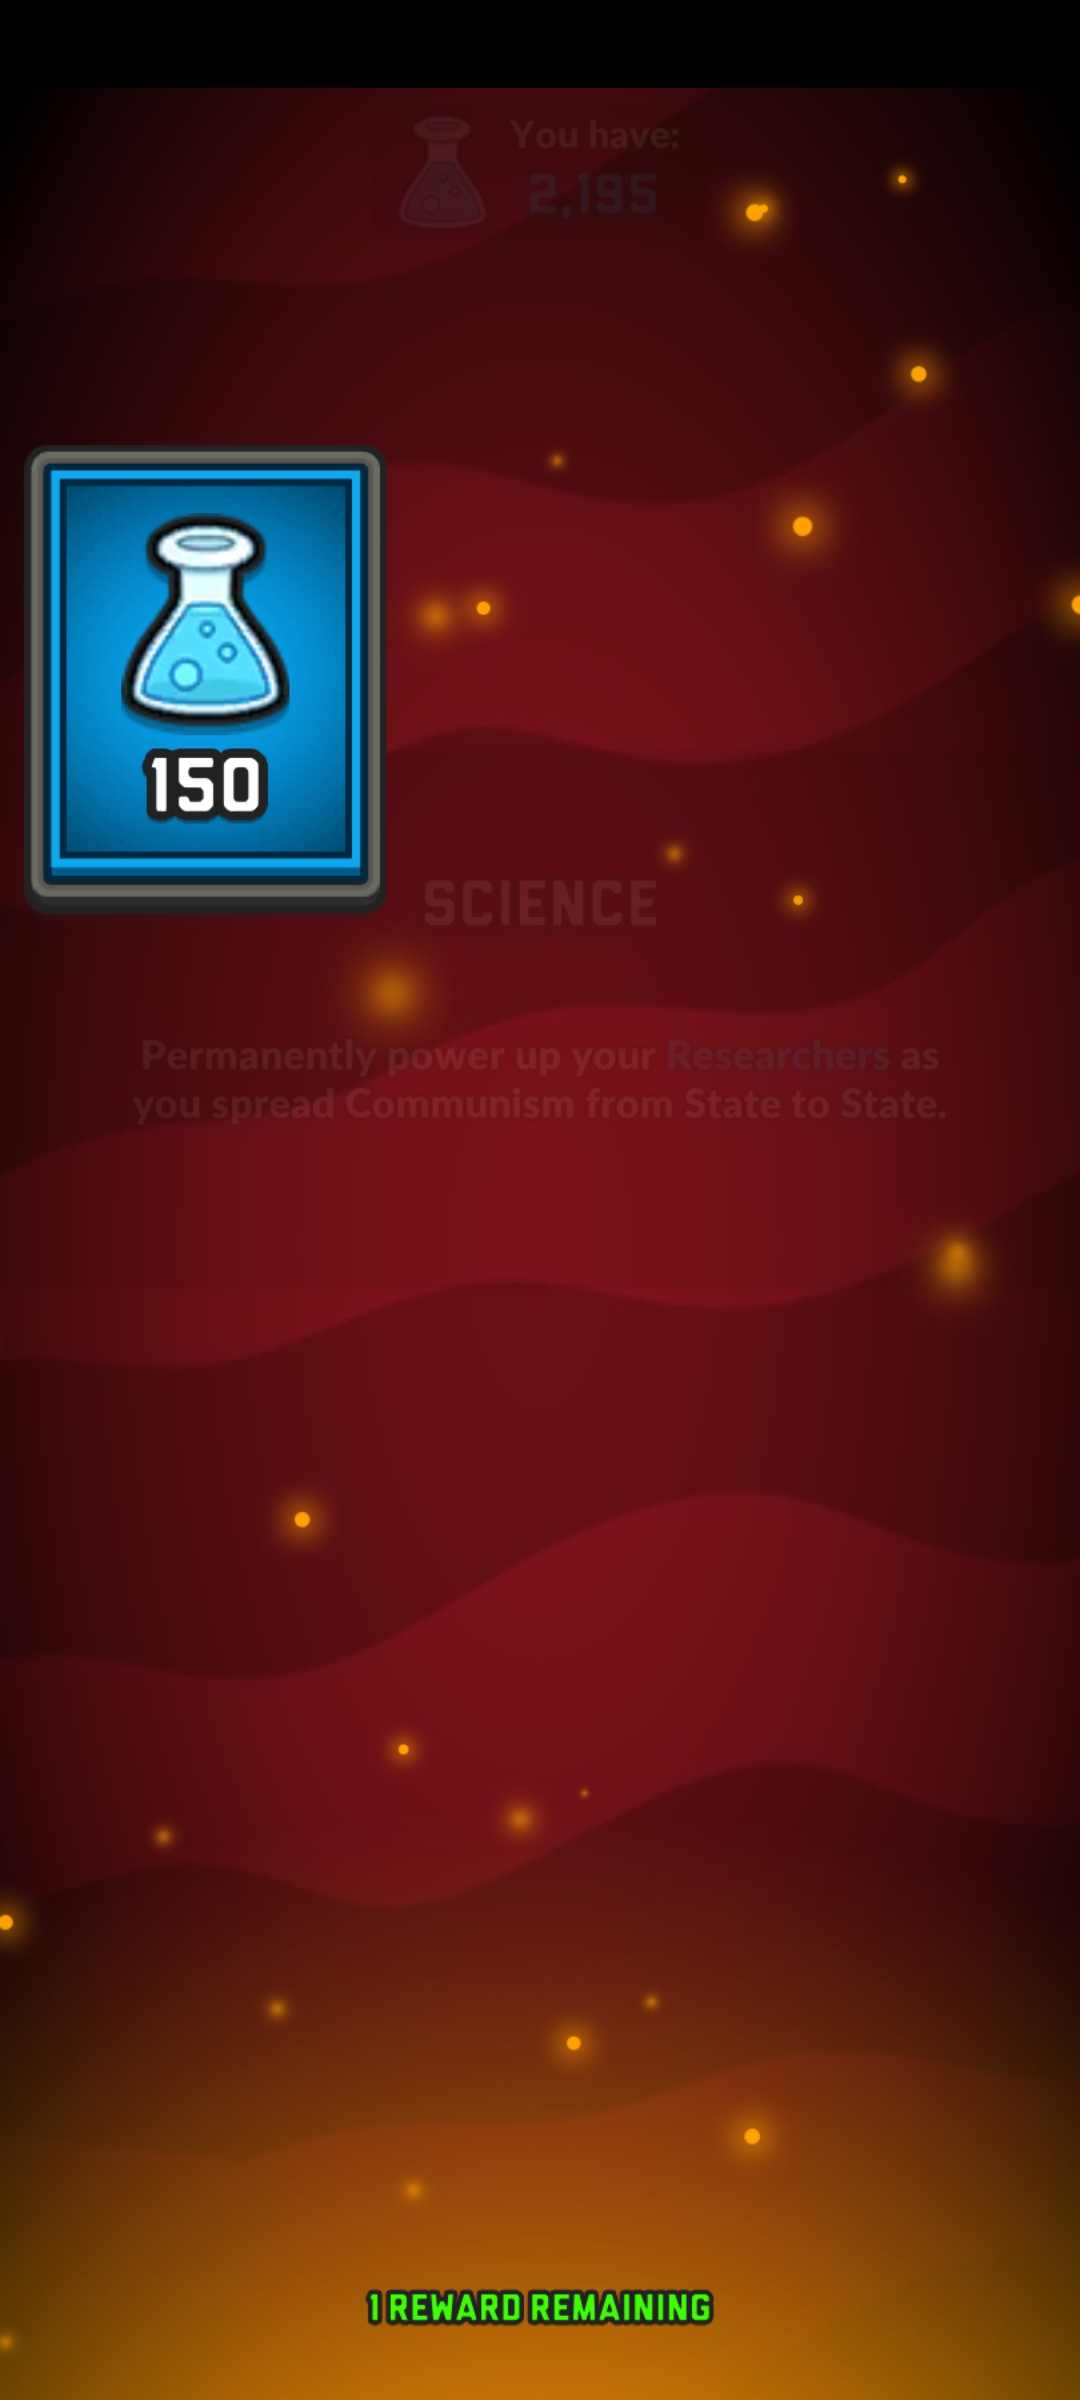 You have:
2,195
150
SCIENCE
Permanently power up your Researchers as
you spread Communism from State to State.
1 REWARD REMAINING